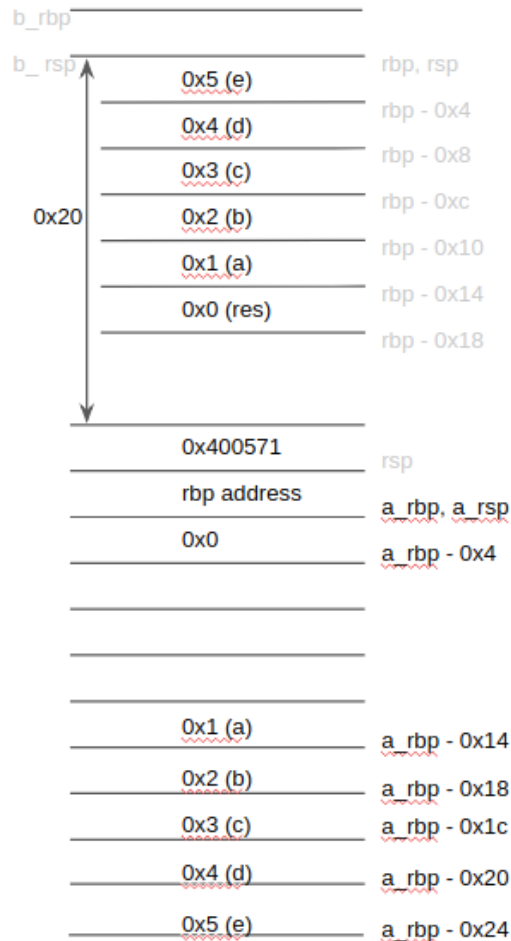 b_rbp
b_ rsp
rbp, rsp
0x5 (e)
rbp - 0x4
0x4 (d)
rbp - 0x8
0x3 (c)
rbp - 0xc
0x20
0x2 (b)
rbp - 0x10
0x1 (a)
rbp - 0x14
0x0 (res)
rbp - 0x18
0x400571
rsp
rbp address
a_rbp, a_rsp
0x0
a_rbp - 0x4
0x1 (a)
a_rbp - 0x14
0x2 (b)
a_rbp - 0x18
0x3 (c)
a_rbp - 0x1c
0x4 (d)
a_rbp - 0x20
0x5 (e)
a_rbp - 0x24